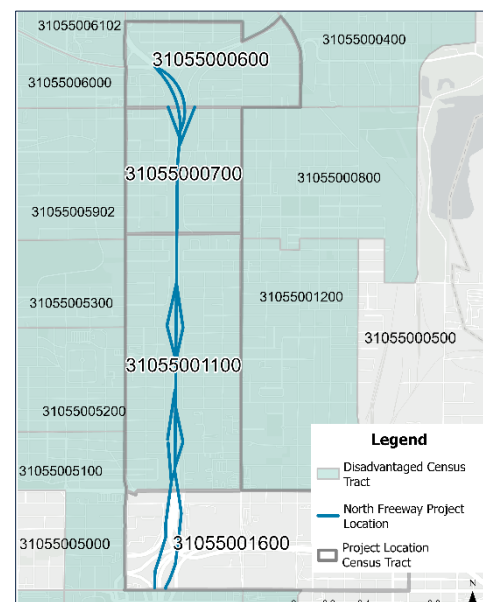 31055006102
31055000400
31055000600
31055006000
31055000700
31055000800
31055005902
31055001200
31055005300
31055000500
31055001100
31055005200
Legend
31055005100
Disadvantaged Census
Tract
North Freeway Project
Location
31055005000
31055001600
Project Location
Census Tract
N